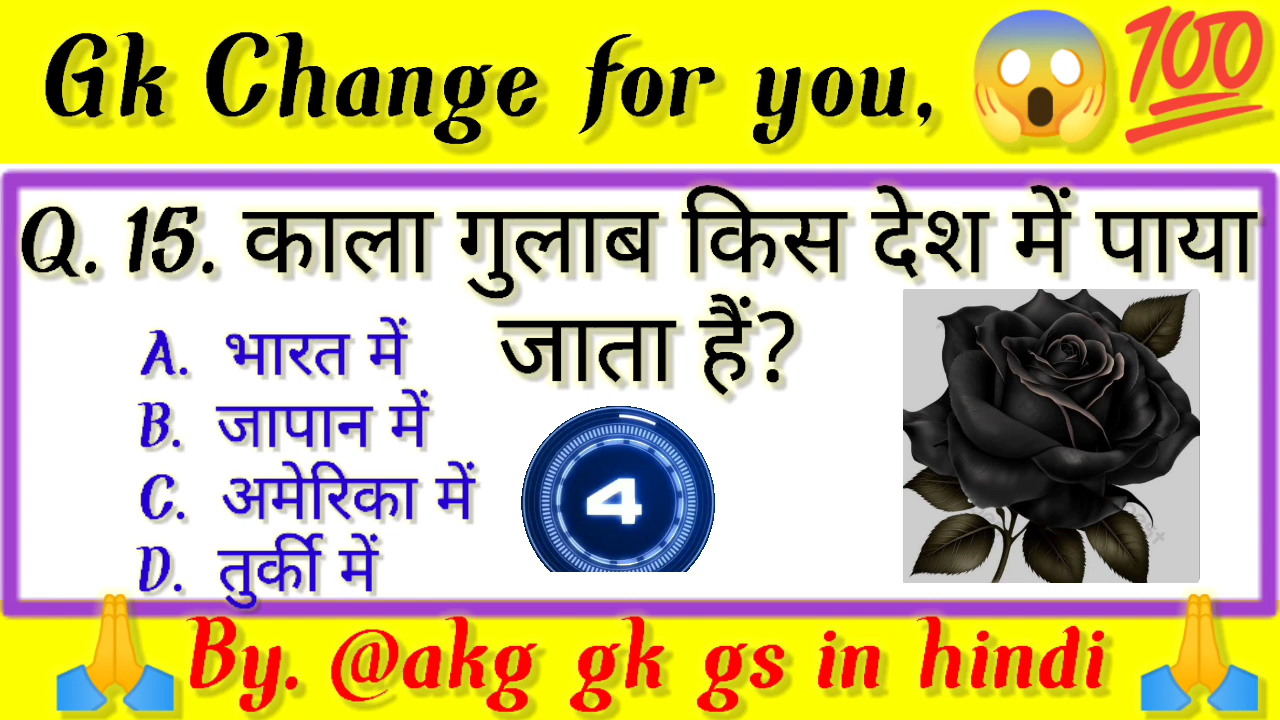 Gk Change for you, 😱💯
Q. 15. काला गुलाब किस देश में पाया
जाता हैं?
A. भारत में
B. जापान में
C. अमेरिका में
D. तुर्की में
4
🙏By. @akg gk gs in hindi🙏